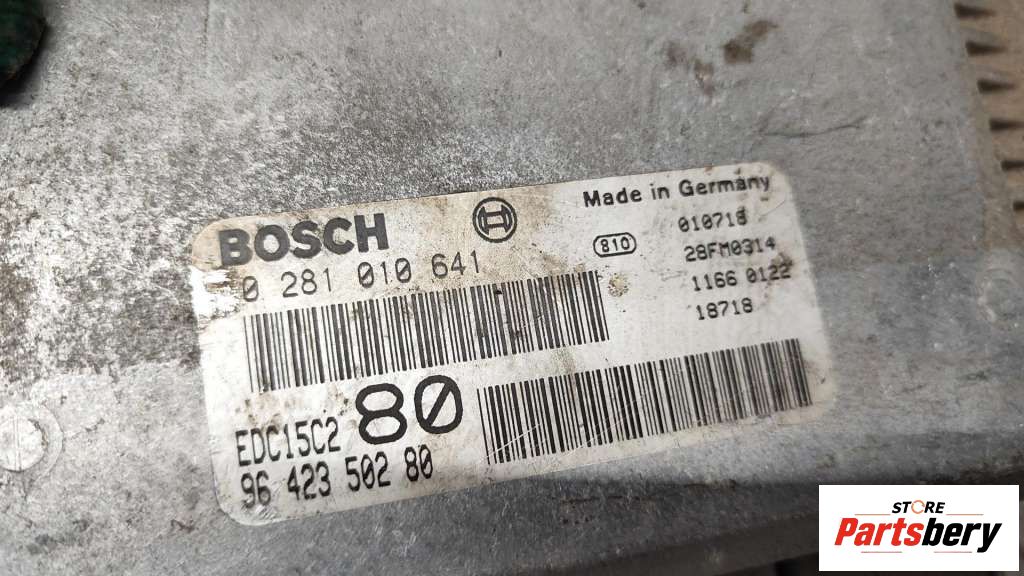 BOSCH
Made in Germany
0 281 010 641
810
010718
28FM0314
1166 0122
18718
EDC15C2
80
96 423 502 80
STORE
Partsbery